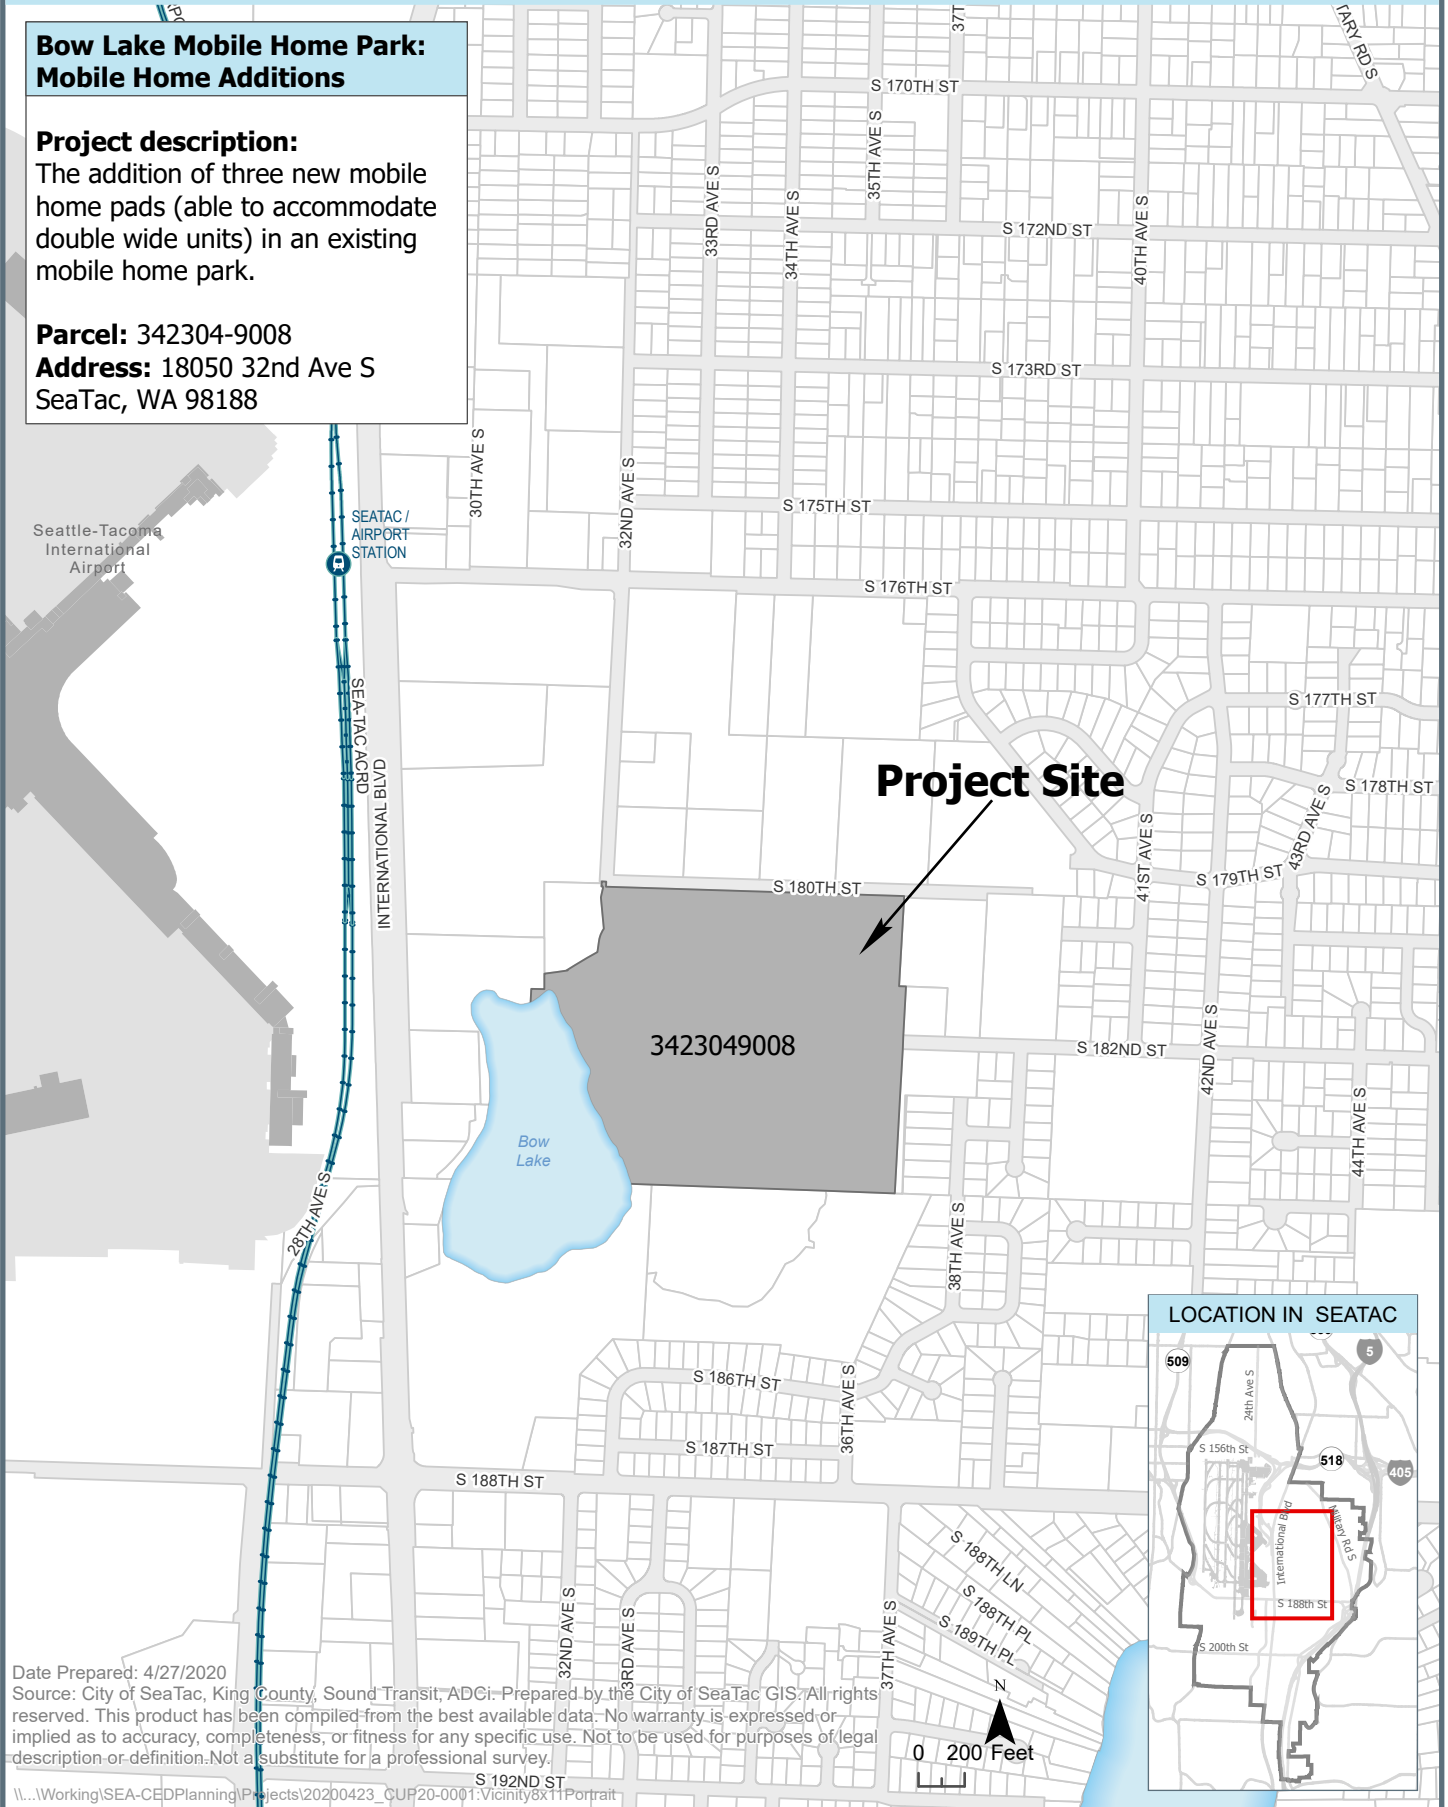 Bow Lake Mobile Home Park:
Mobile Home Additions
Project description:
The addition of three new mobile
home pads (able to accommodate
double wide units) in an existing
mobile home park.
Parcel: 342304-9008
Address: 18050 32nd Ave S
SeaTac, WA 98188
37T
TARY RD S
S 170TH ST
35TH AVE S
33RD AVE S
34TH AVE S
40TH AVE S
S 172ND ST
S 173RD ST
30TH AVE S
32ND AVE S
S 175TH ST
Seattle-Tacoma
International
Airport
SEATAC /
AIRPORT
STATION
S 176TH ST
SEA-TAC ACRD
INTERNATIONAL BLVD
S 177TH ST
Project Site
S 178TH ST
43RD AVE S
41ST AVE S
S 179TH ST
S 180TH ST
3423049008
S 182ND ST
42ND AVE S
44TH AVE S
Bow
Lake
28TH AVE S
38TH AVE S
S 186TH ST
36TH AVE S
S 187TH ST
S 188TH ST
S 188TH LN
S 188TH PL
S 189TH PL
32ND AVE S
3RD AVE S
37TH AVE S
S 192ND ST
LOCATION IN SEATAC
509
5
24th Ave S
S 156th St
518
405
International Blvd
Military Rd S
S 188th St
S 200th St
N
0 200 Feet
Date Prepared: 4/27/2020
Source: City of SeaTac, King County, Sound Transit, ADCi. Prepared by the City of SeaTac GIS. All rights
reserved. This product has been compiled from the best available data. No warranty is expressed or
implied as to accuracy, completeness, or fitness for any specific use. Not to be used for purposes of legal
description or definition.Not a substitute for a professional survey.
\\...\Working\SEA-CEDPlanning\Projects\20200423_CUP20-0001:Vicinity8x11Portrait